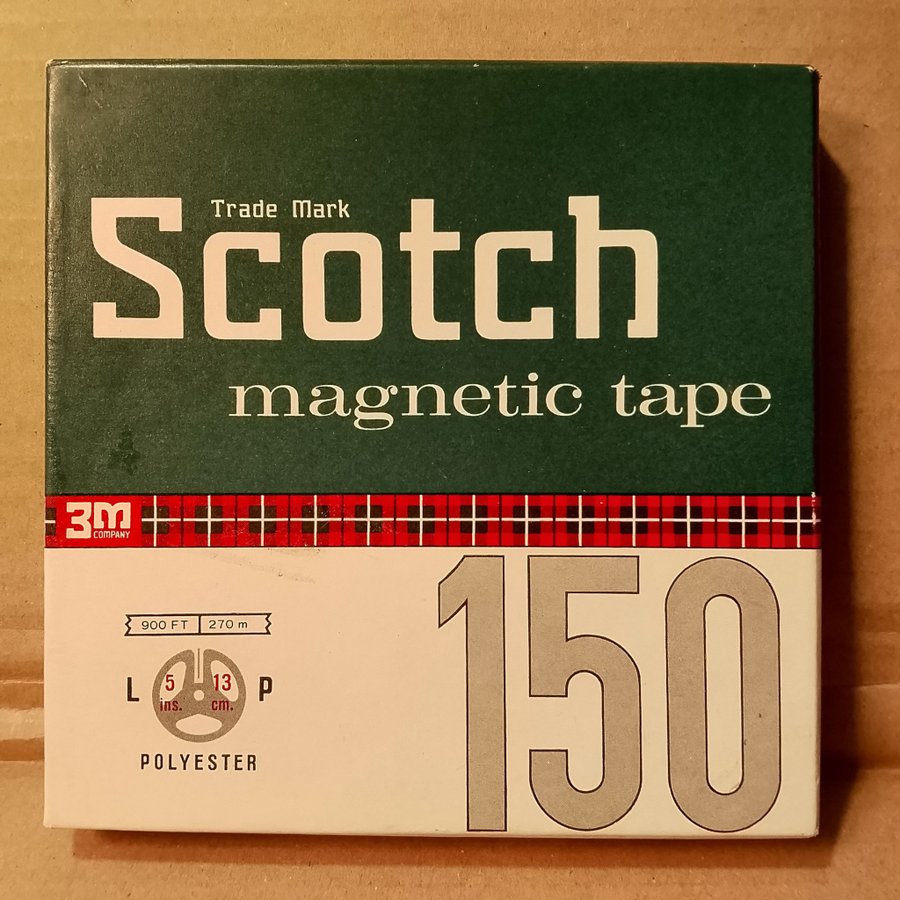 Trade Mark
Scotch
magnetic tape
3M
COMPANY
150
900 FT 270 m
L 5 ins. 13 cm. P
POLYESTER